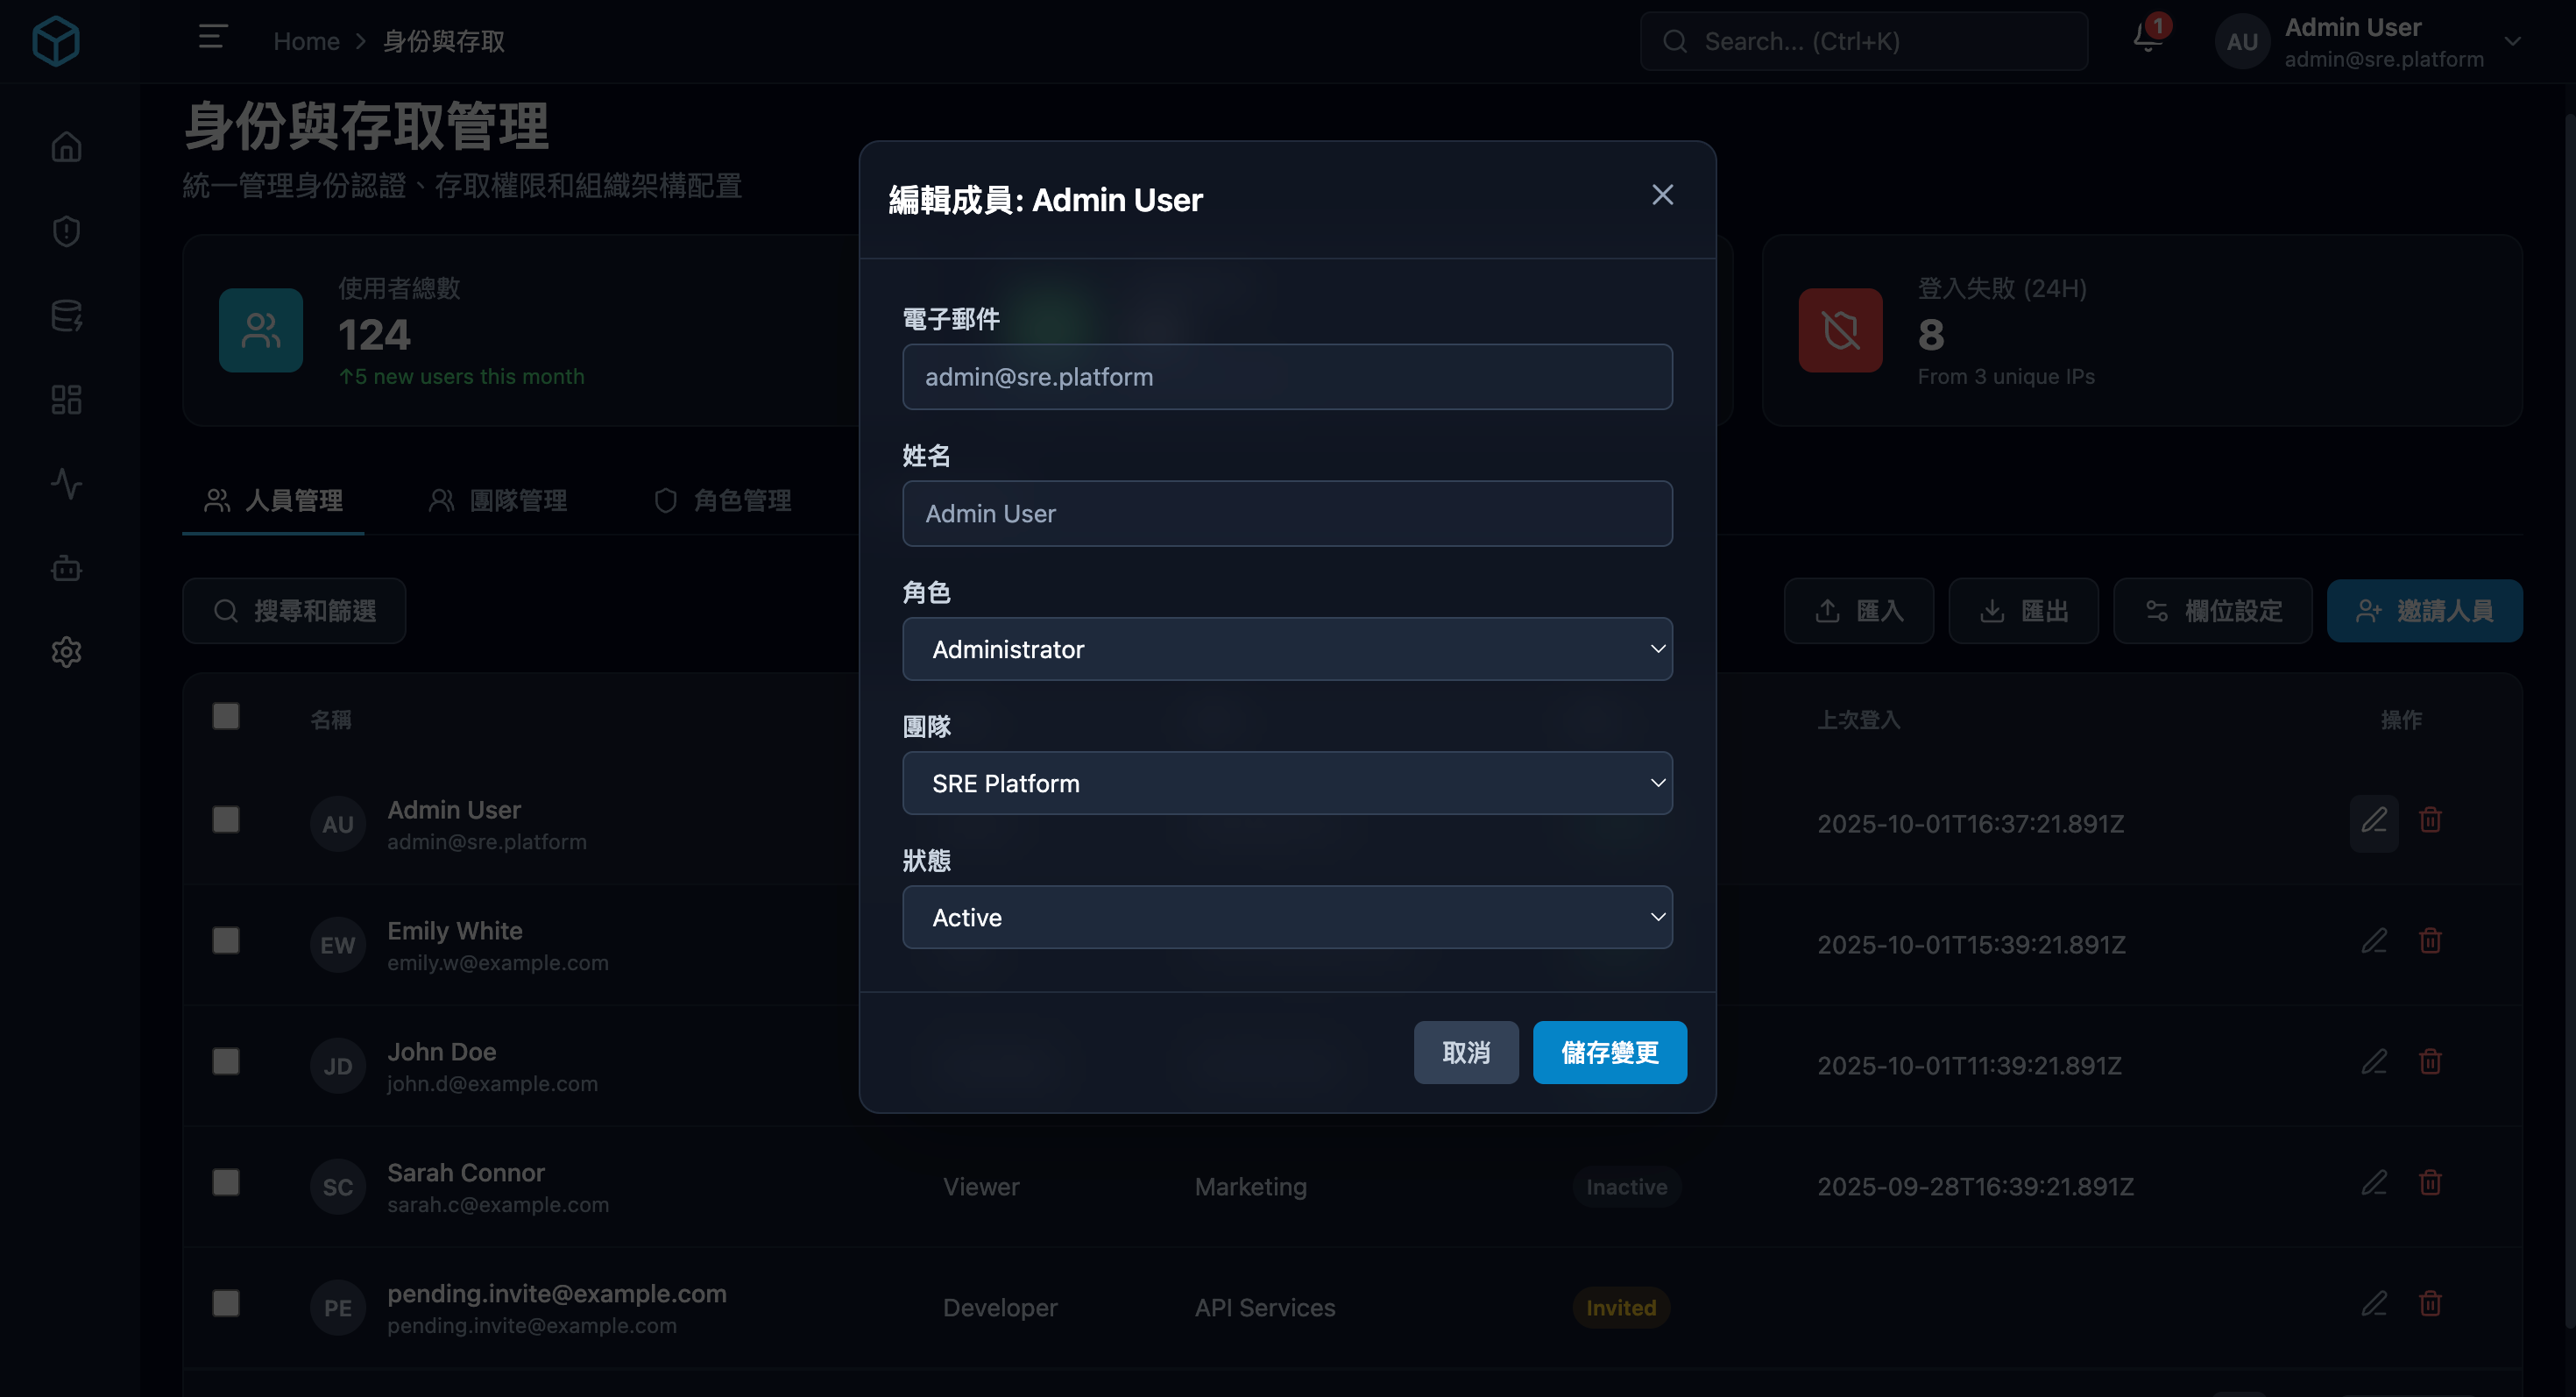 Home > 身份與存取
Search... (Ctrl+K)
1
AU
Admin User
admin@sre.platform
身份與存取管理
統一管理身份認證、存取權限和組織架構配置
使用者總數
124
↑5 new users this month
登入失敗 (24H)
8
From 3 unique IPs
人員管理
團隊管理
角色管理
搜尋和篩選
匯入
匯出
欄位設定
邀請人員
名稱
上次登入
操作
AU
Admin User
admin@sre.platform
2025-10-01T16:37:21.891Z
EW
Emily White
emily.w@example.com
2025-10-01T15:39:21.891Z
JD
John Doe
john.d@example.com
2025-10-01T11:39:21.891Z
SC
Sarah Connor
sarah.c@example.com
Viewer
Marketing
Inactive
2025-09-28T16:39:21.891Z
PE
pending.invite@example.com
pending.invite@example.com
Developer
API Services
Invited
編輯成員: Admin User
電子郵件
admin@sre.platform
姓名
Admin User
角色
Administrator
團隊
SRE Platform
狀態
Active
取消
儲存變更